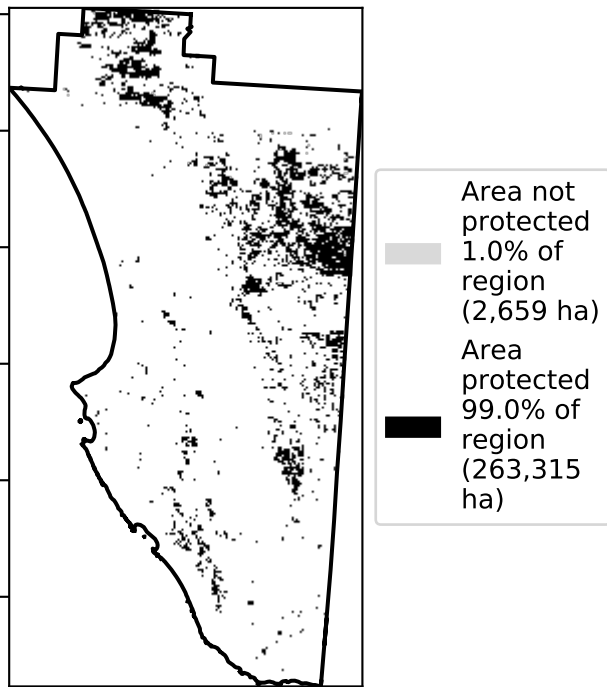 Area not
protected
1.0% of
region
(2,659 ha)
Area
protected
99.0% of
region
(263,315
ha)